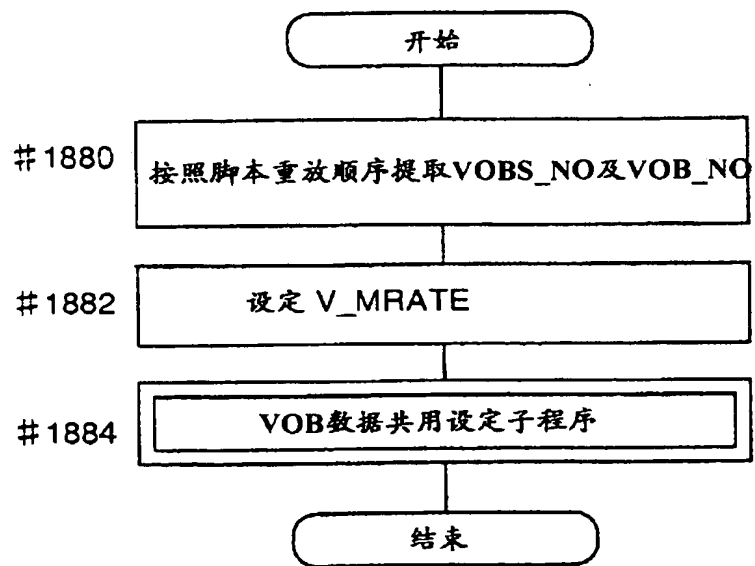 开始
#1880
按照脚本重放顺序提取VOBS_NO及VOB_NO
#1882
设定 V_MRATE
#1884
VOB数据共用设定子程序
结束